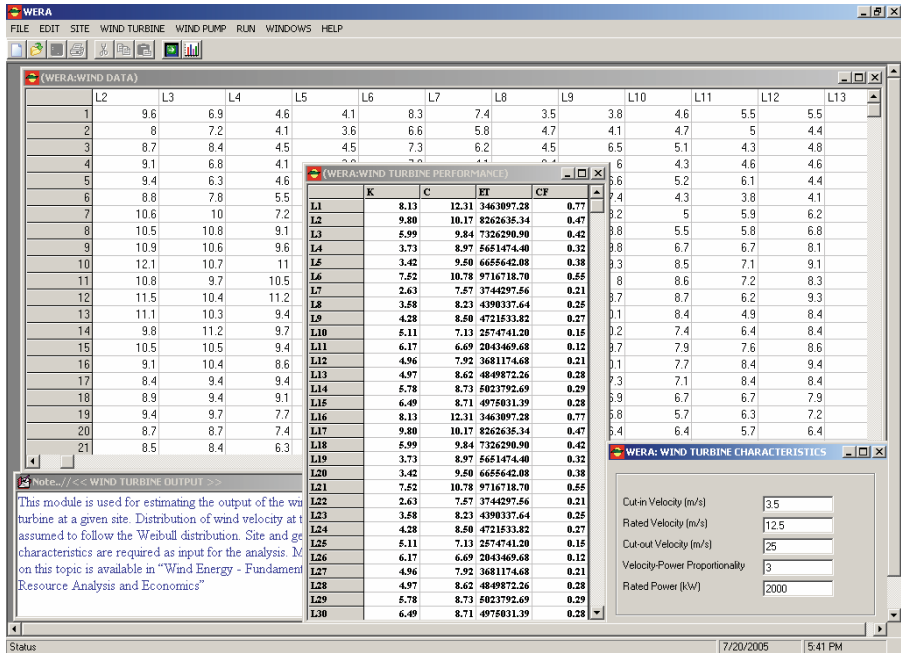 WERA
FILE EDIT SITE WIND TURBINE WIND PUMP RUN WINDOWS HELP
(WERA:WIND DATA)
L2 L3 L4 L5 L6 L7 L8 L9 L10 L11 L12 L13
1 9.6 6.9 4.6 4.1 8.3 7.4 3.5 3.8 4.6 5.5 5.5
2 8 7.2 4.1 3.6 6.6 5.8 4.7 4.1 4.7 5 4.4
3 8.7 8.4 4.5 4.5 7.3 6.2 4.5 6.5 5.1 4.3 4.8
4 9.1 6.8 4.1 6 4.3 4.6 4.6
5 9.4 6.3 4.6 5.2 6.1 4.4
6 8.8 7.8 5.5 4.3 3.8 4.1
7 10.6 10 7.2 5 5.9 6.2
8 10.5 10.8 9.1 5.5 5.8 6.8
9 10.9 10.6 9.6 6.7 6.7 8.1
10 12.1 10.7 11 8.5 7.1 9.1
11 10.8 9.7 10.5 8 8.6 7.2 8.3
12 11.5 10.4 11.2 8.7 6.2 9.3
13 11.1 10.3 9.4 8.4 4.9 8.4
14 9.8 11.2 9.7 7.4 6.4 8.4
15 10.5 10.5 9.4 7.9 7.6 8.6
16 9.1 10.4 8.6 7.7 8.4 9.4
17 8.4 9.4 9.4 7.1 8.4 8.4
18 8.9 9.4 9.1 6.7 6.7 7.9
19 9.4 9.7 7.7 5.7 6.3 7.2
20 8.7 8.7 7.4 6.4 5.7 6.4
21 8.5 8.4 6.3
(WERA:WIND TURBINE PERFORMANCE)
K C ET CF
L1 8.13 12.31 3463097.28 0.77
L2 9.80 10.17 8262635.34 0.47
L3 5.99 9.84 7326290.90 0.42
L4 3.73 8.97 5651474.40 0.32
L5 3.42 9.50 6655642.08 0.38
L6 7.52 10.78 9716718.70 0.55
L7 2.63 7.57 3744297.56 0.21
L8 3.58 8.23 4390337.64 0.25
L9 4.28 8.50 4721533.82 0.27
L10 5.11 7.13 2574741.20 0.15
L11 6.17 6.69 2043469.68 0.12
L12 4.96 7.92 3681174.68 0.21
L13 4.97 8.62 4849872.26 0.28
L14 5.78 8.73 5023792.69 0.29
L15 6.49 8.71 4975031.39 0.28
L16 8.13 12.31 3463097.28 0.77
L17 9.80 10.17 8262635.34 0.47
L18 5.99 9.84 7326290.90 0.42
L19 3.73 8.97 5651474.40 0.32
L20 3.42 9.50 6655642.08 0.38
L21 7.52 10.78 9716718.70 0.55
L22 2.63 7.57 3744297.56 0.21
L23 3.58 8.23 4390337.64 0.25
L24 4.28 8.50 4721533.82 0.27
L25 5.11 7.13 2574741.20 0.15
L26 6.17 6.69 2043469.68 0.12
L27 4.96 7.92 3681174.68 0.21
L28 4.97 8.62 4849872.26 0.28
L29 5.78 8.73 5023792.69 0.29
L30 6.49 8.71 4975031.39 0.28
Note..//<< WIND TURBINE OUTPUT >>
This module is used for estimating the output of the
turbine at a given site. Distribution of wind velocity at
assumed to follow the Weibull distribution. Site and
characteristics are required as input for the analysis.
on this topic is available in "Wind Energy -
Resource Analysis and Economics"
WERA: WIND TURBINE CHARACTERISTICS
Cut-in Velocity (m/s) 3.5
Rated Velocity (m/s) 12.5
Cut-out Velocity (m/s) 25
Velocity-Power Proportionality 3
Rated Power (kW) 2000
Status 7/20/2005 5:41 PM